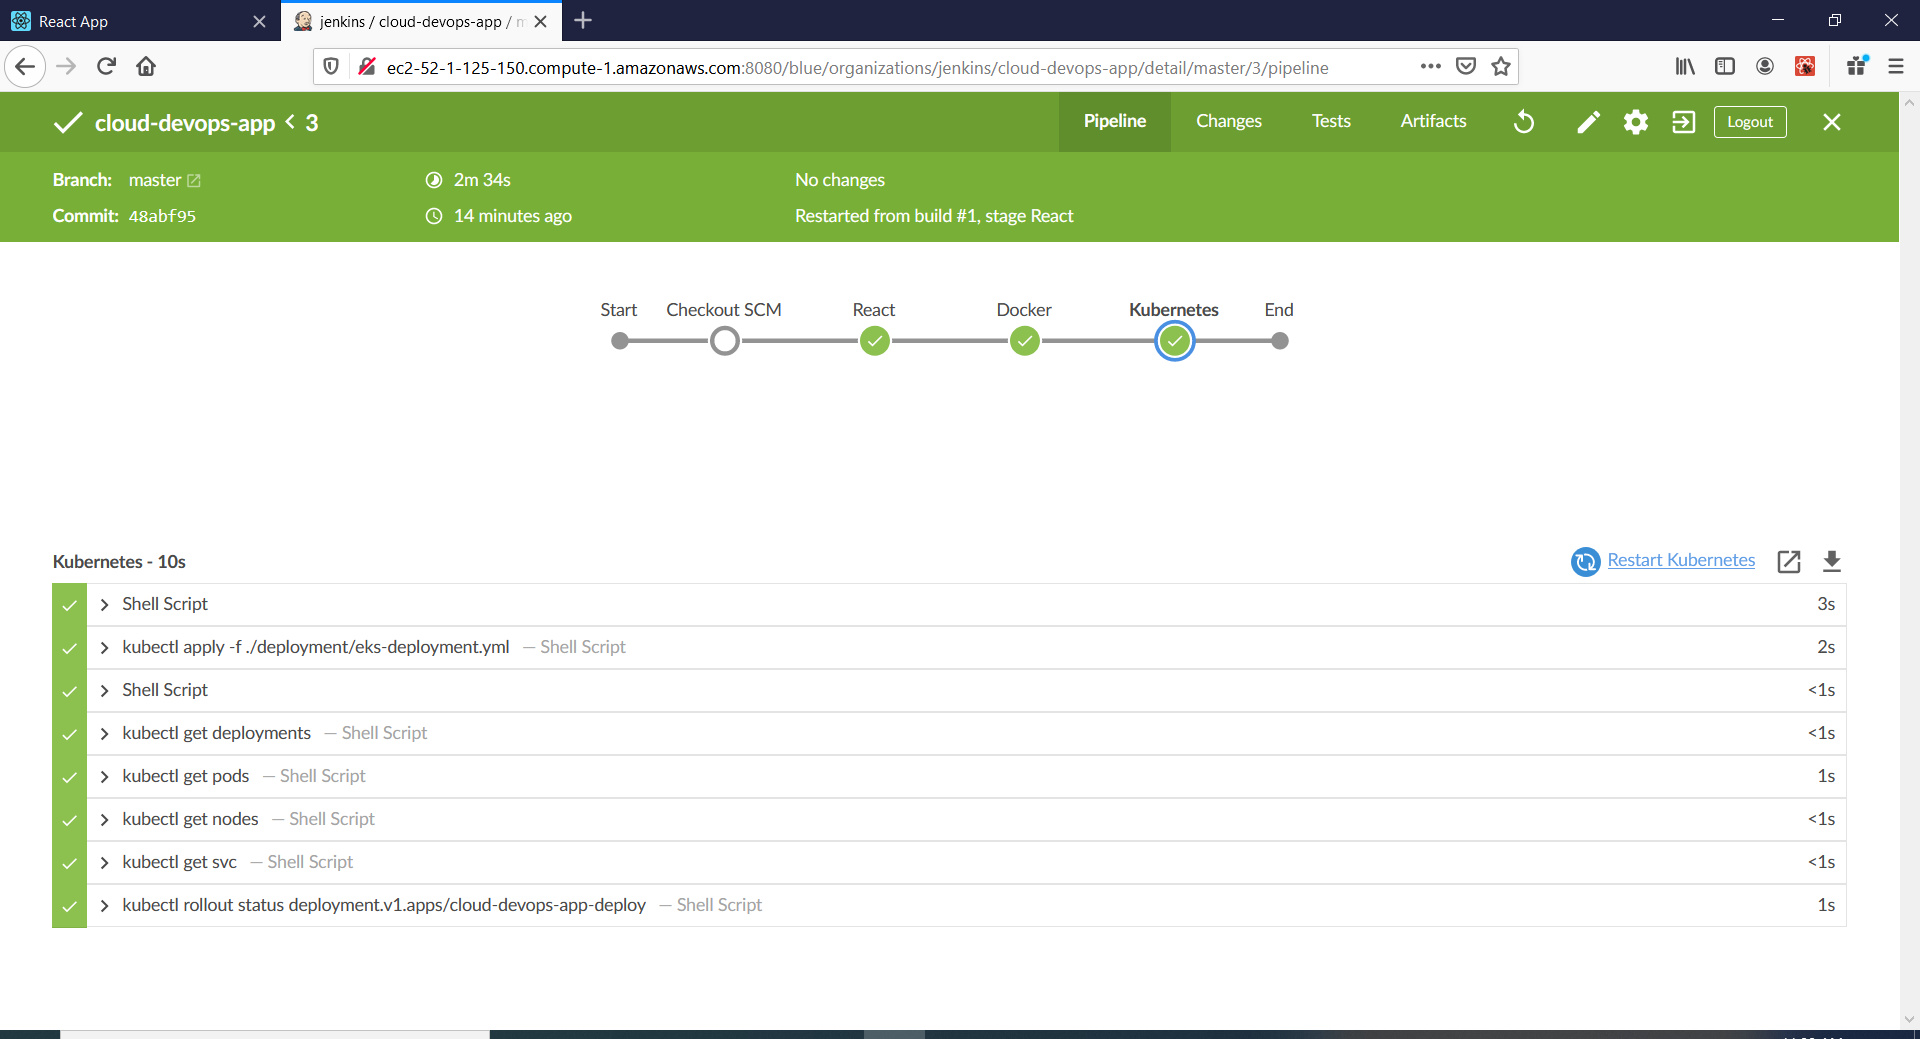 React App
jenkins / cloud-devops-app / m
ec2-52-1-125-150.compute-1.amazonaws.com:8080/blue/organizations/jenkins/cloud-devops-app/detail/master/3/pipeline
cloud-devops-app < 3
Pipeline
Changes
Tests
Artifacts
Logout
Branch: master
2m 34s
No changes
Commit: 48abf95
14 minutes ago
Restarted from build #1, stage React
Start
Checkout SCM
React
Docker
Kubernetes
End
Kubernetes - 10s
Restart Kubernetes
Shell Script
3s
kubectl apply -f ./deployment/eks-deployment.yml — Shell Script
2s
Shell Script
<1s
kubectl get deployments — Shell Script
<1s
kubectl get pods — Shell Script
1s
kubectl get nodes — Shell Script
<1s
kubectl get svc — Shell Script
<1s
kubectl rollout status deployment.v1.apps/cloud-devops-app-deploy — Shell Script
1s